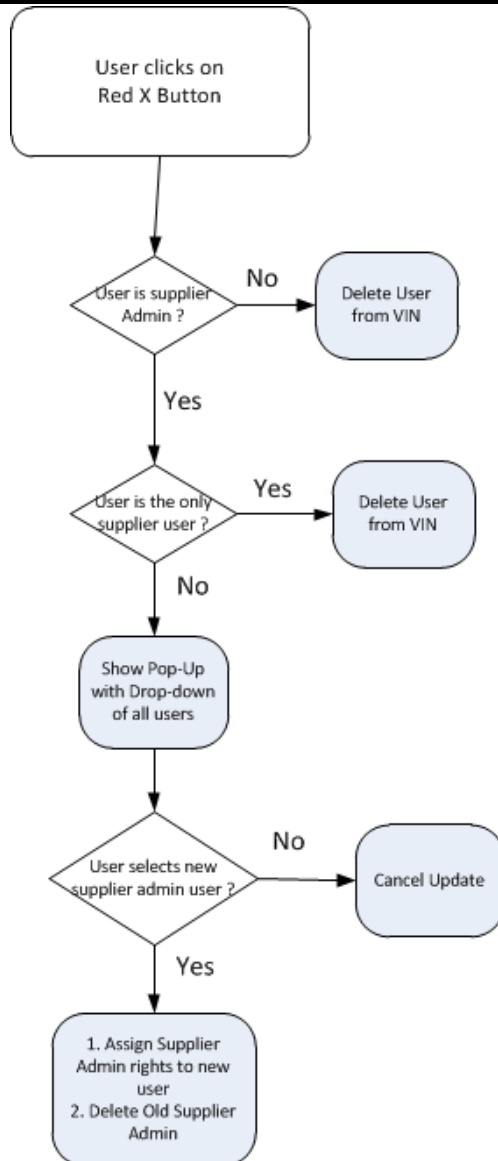 User clicks on
Red X Button
User is supplier
Admin ?
No
Delete User
from VIN
Yes
User is the only
supplier user ?
Yes
Delete User
from VIN
No
Show Pop-Up
with Drop-down
of all users
User selects new
supplier admin user ?
No
Cancel Update
Yes
1. Assign Supplier
Admin rights to new
user
2. Delete Old Supplier
Admin